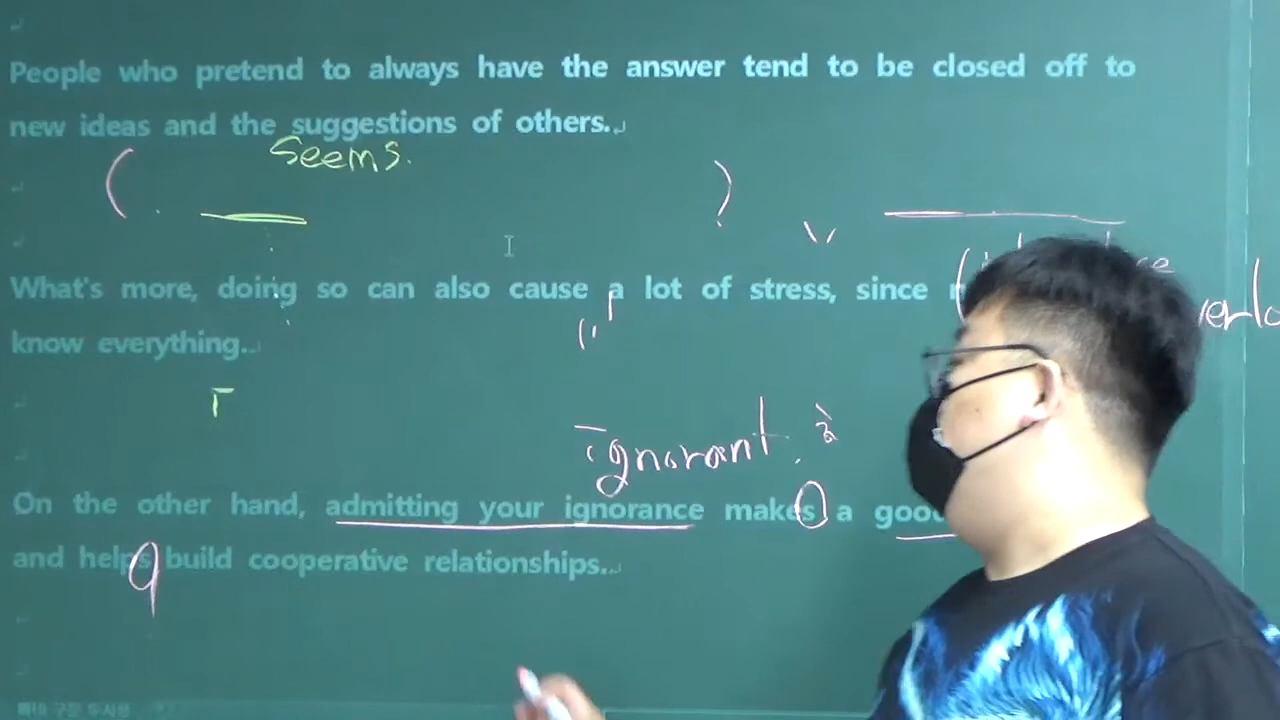 People who pretend to always have the answer tend to be closed off to
new ideas and the suggestions of others.
seems.
What's more, doing so can also cause a lot of stress, since
know everything.
ignorant.
On the other hand, admitting your ignorance makes a good
and helps build cooperative relationships.